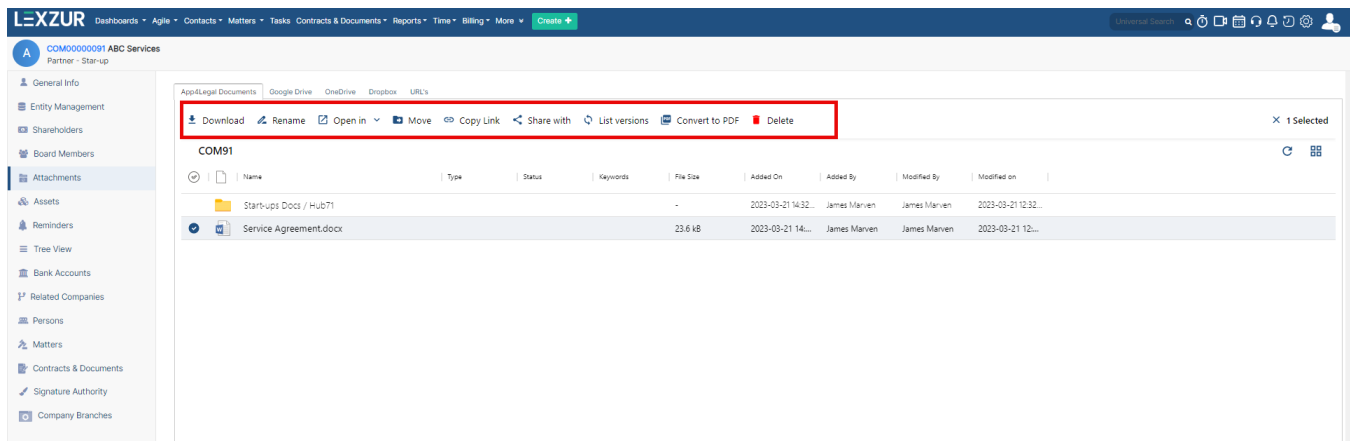 LEXZUR Dashboards Agile Contacts Matters Tasks Contracts & Documents Reports Time Billing More Create + Universal Search
A COM00000091 ABC Services
Partner - Star-up
General Info
Entity Management
Shareholders
Board Members
Attachments
Assets
Reminders
Tree View
Bank Accounts
Related Companies
Persons
Matters
Contracts & Documents
Signature Authority
Company Branches
App4Legal Documents Google Drive OneDrive Dropbox URL's
Download Rename Open in Move Copy Link Share with List versions Convert to PDF Delete × 1 Selected
COM91
Name Type Status Keywords File Size Added On Added By Modified By Modified on
Start-ups Docs / Hub71 - 2023-03-21 14:32... James Marven James Marven 2023-03-21 12:32...
Service Agreement.docx 23.6 kB 2023-03-21 14:... James Marven James Marven 2023-03-21 12:...